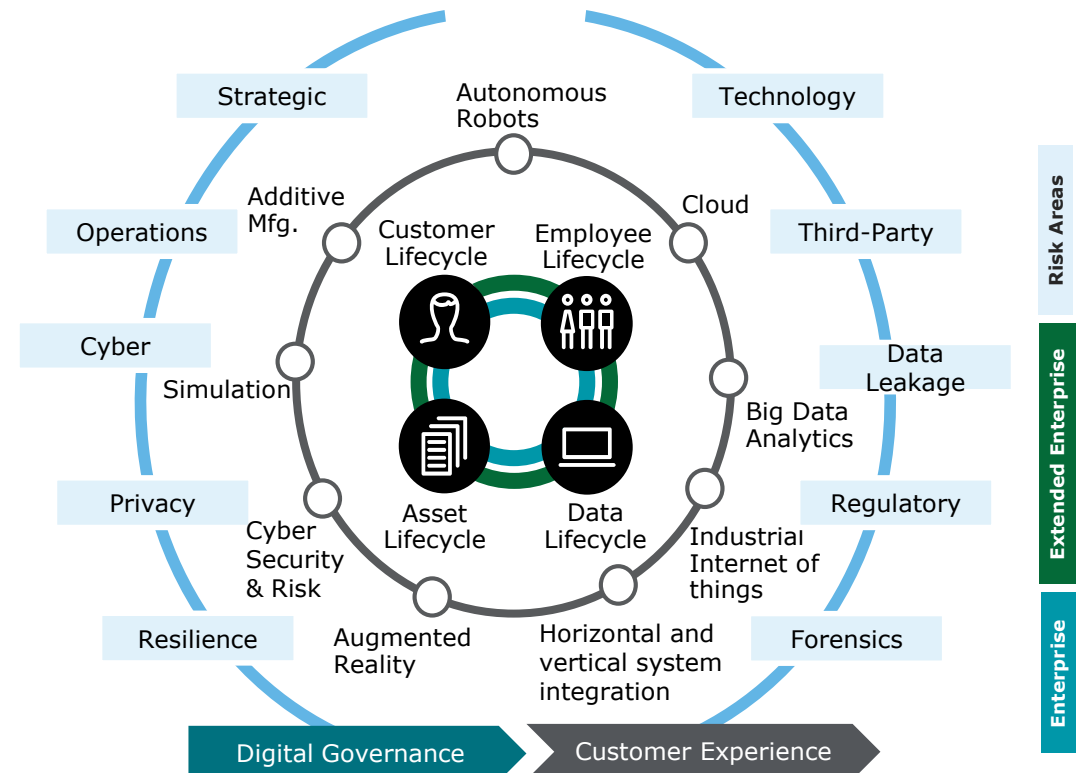 Strategic
Technology
Autonomous
Robots
Additive
Mfg.
Cloud
Operations
Customer
Lifecycle
Employee
Lifecycle
Third-Party
Cyber
Simulation
Data
Leakage
Big Data
Analytics
Privacy
Regulatory
Asset
Lifecycle
Data
Lifecycle
Cyber
Security
& Risk
Industrial
Internet of
things
Resilience
Augmented
Reality
Horizontal and
vertical system
integration
Forensics
Digital Governance
Customer Experience
Risk Areas
Extended Enterprise
Enterprise